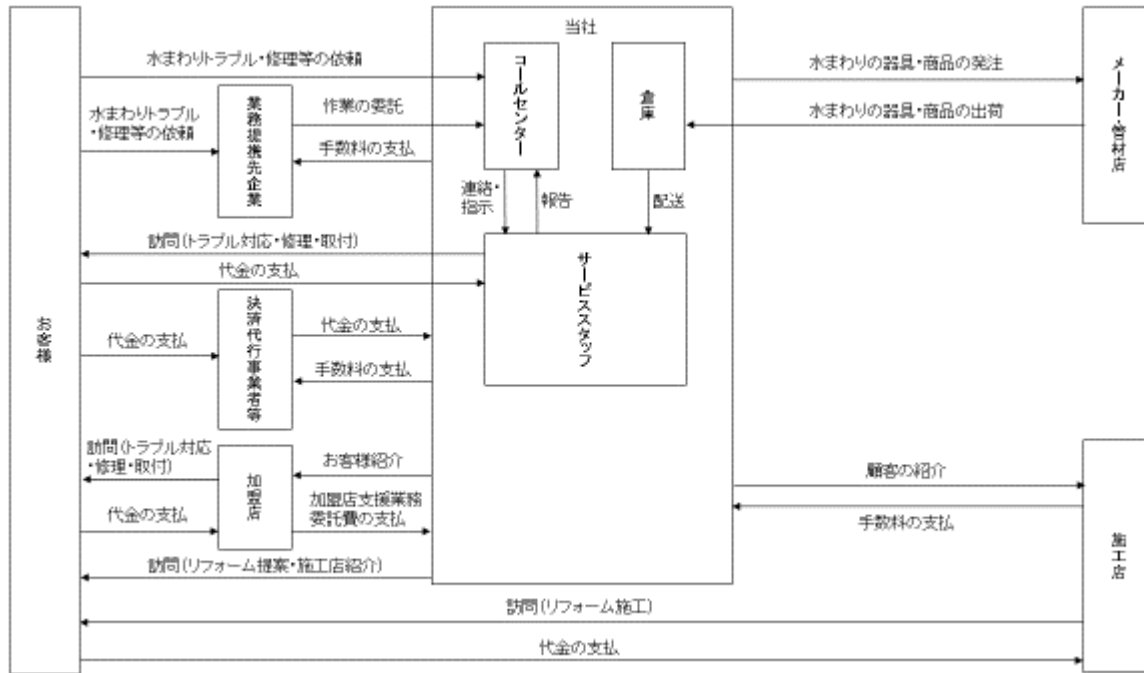 当社
水まわりトラブル・修理等の依頼
コールセンター
倉庫
水まわりの器具・商品の発注
メーカー・管材店
水まわりトラブル
・修理等の依頼
業務提携先企業
作業の委託
水まわりの器具・商品の出荷
手数料の支払
連絡・
指示
報告
配送
訪問(トラブル対応・修理・取付)
代金の支払
サービススタッフ
お客様
代金の支払
決済代行事業者等
代金の支払
手数料の支払
訪問(トラブル対応
・修理・取付)
加盟店
お客様紹介
顧客の紹介
代金の支払
加盟店支援業務
委託費の支払
手数料の支払
施工店
訪問(リフォーム提案・施工店紹介)
訪問(リフォーム施工)
代金の支払